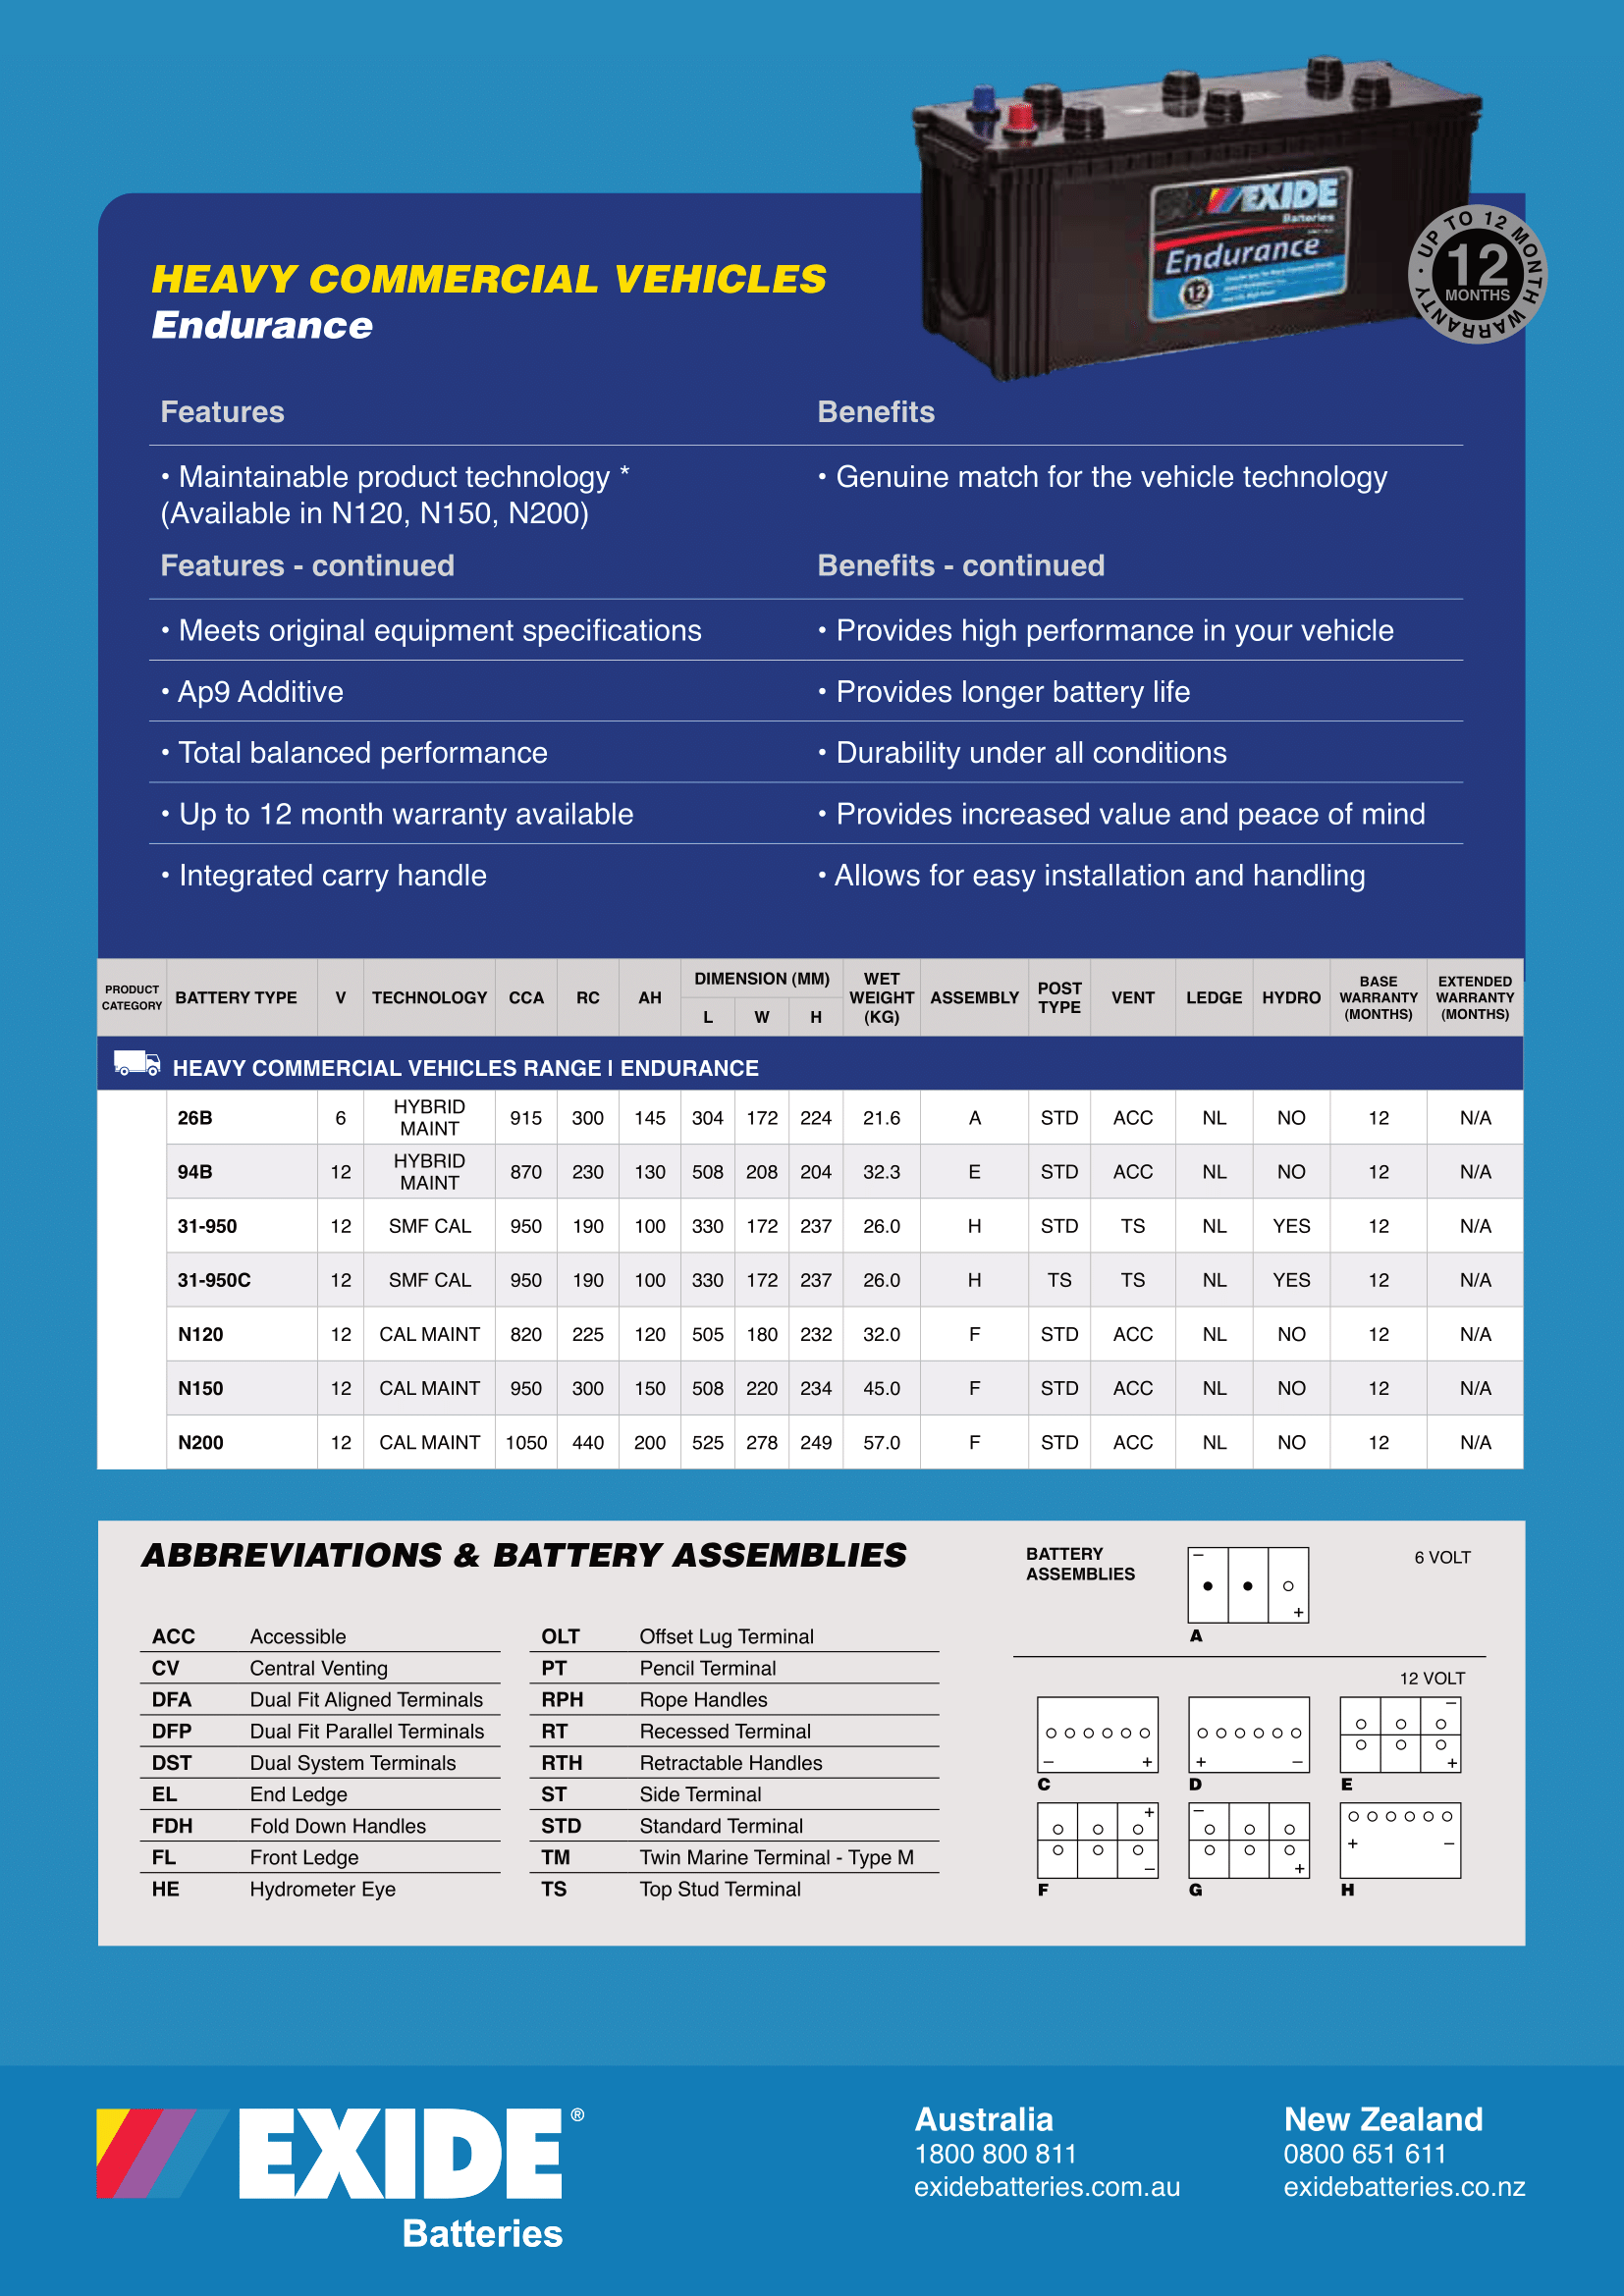 EXIDE
Batteries
Endurance
12
UP TO 12 MONTH WARRANTY
12
MONTHS
HEAVY COMMERCIAL VEHICLES
Endurance
Features Benefits
• Maintainable product technology * • Genuine match for the vehicle technology
(Available in N120, N150, N200)
Features - continued Benefits - continued
• Meets original equipment specifications • Provides high performance in your vehicle
• Ap9 Additive • Provides longer battery life
• Total balanced performance • Durability under all conditions
• Up to 12 month warranty available • Provides increased value and peace of mind
• Integrated carry handle • Allows for easy installation and handling
PRODUCT CATEGORY BATTERY TYPE V TECHNOLOGY CCA RC AH DIMENSION (MM) L W H WET WEIGHT (KG) ASSEMBLY POST TYPE VENT LEDGE HYDRO BASE WARRANTY (MONTHS) EXTENDED WARRANTY (MONTHS)
HEAVY COMMERCIAL VEHICLES RANGE | ENDURANCE
26B 6 HYBRID MAINT 915 300 145 304 172 224 21.6 A STD ACC NL NO 12 N/A
94B 12 HYBRID MAINT 870 230 130 508 208 204 32.3 E STD ACC NL NO 12 N/A
31-950 12 SMF CAL 950 190 100 330 172 237 26.0 H STD TS NL YES 12 N/A
31-950C 12 SMF CAL 950 190 100 330 172 237 26.0 H TS TS NL YES 12 N/A
N120 12 CAL MAINT 820 225 120 505 180 232 32.0 F STD ACC NL NO 12 N/A
N150 12 CAL MAINT 950 300 150 508 220 234 45.0 F STD ACC NL NO 12 N/A
N200 12 CAL MAINT 1050 440 200 525 278 249 57.0 F STD ACC NL NO 12 N/A
ABBREVIATIONS & BATTERY ASSEMBLIES
ACC Accessible
CV Central Venting
DFA Dual Fit Aligned Terminals
DFP Dual Fit Parallel Terminals
DST Dual System Terminals
EL End Ledge
FDH Fold Down Handles
FL Front Ledge
HE Hydrometer Eye
OLT Offset Lug Terminal
PT Pencil Terminal
RPH Rope Handles
RT Recessed Terminal
RTH Retractable Handles
ST Side Terminal
STD Standard Terminal
TM Twin Marine Terminal - Type M
TS Top Stud Terminal
BATTERY
ASSEMBLIES
6 VOLT
– +
A
12 VOLT
– +
C
+ –
D
– +
E
+ –
F
– +
G
+ –
H
EXIDE ®
Batteries
Australia
1800 800 811
exidebatteries.com.au
New Zealand
0800 651 611
exidebatteries.co.nz